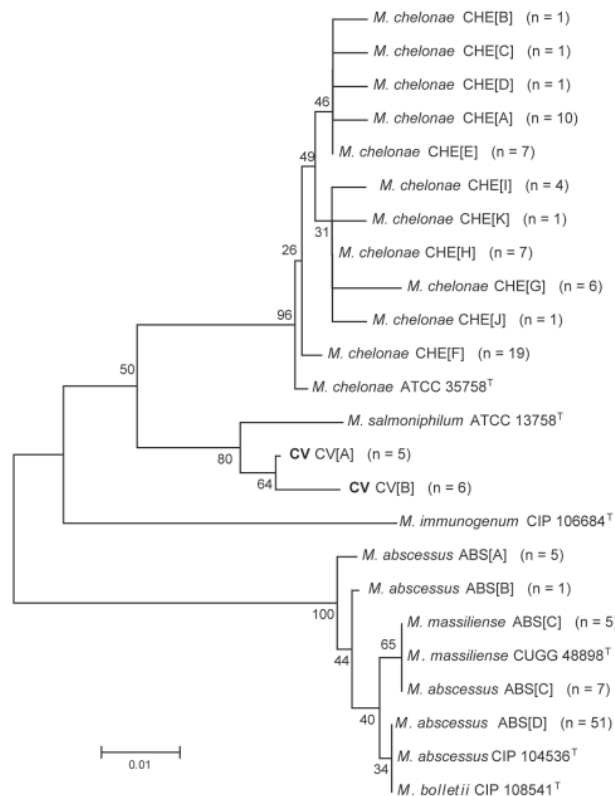 M. chelonae CHE[B] (n = 1)
M. chelonae CHE[C] (n = 1)
M. chelonae CHE[D] (n = 1)
46
M. chelonae CHE[A] (n = 10)
49
M. chelonae CHE[E] (n = 7)
M. chelonae CHE[I] (n = 4)
M. chelonae CHE[K] (n = 1)
31
26
M. chelonae CHE[H] (n = 7)
M. chelonae CHE[G] (n = 6)
96
M. chelonae CHE[J] (n = 1)
M. chelonae CHE[F] (n = 19)
50
M. chelonae ATCC 35758T
M. salmoniphilum ATCC 13758T
80
CV CV[A] (n = 5)
64
CV CV[B] (n = 6)
M. immunogenum CIP 106684T
M. abscessus ABS[A] (n = 5)
100
M. abscessus ABS[B] (n = 1)
M. massiliense ABS[C] (n = 5)
44
65
M. massiliense CUGG 48898T
M. abscessus ABS[C] (n = 7)
40
M. abscessus ABS[D] (n = 51)
M. abscessus CIP 104536T
34
0.01
M. bolletii CIP 108541T